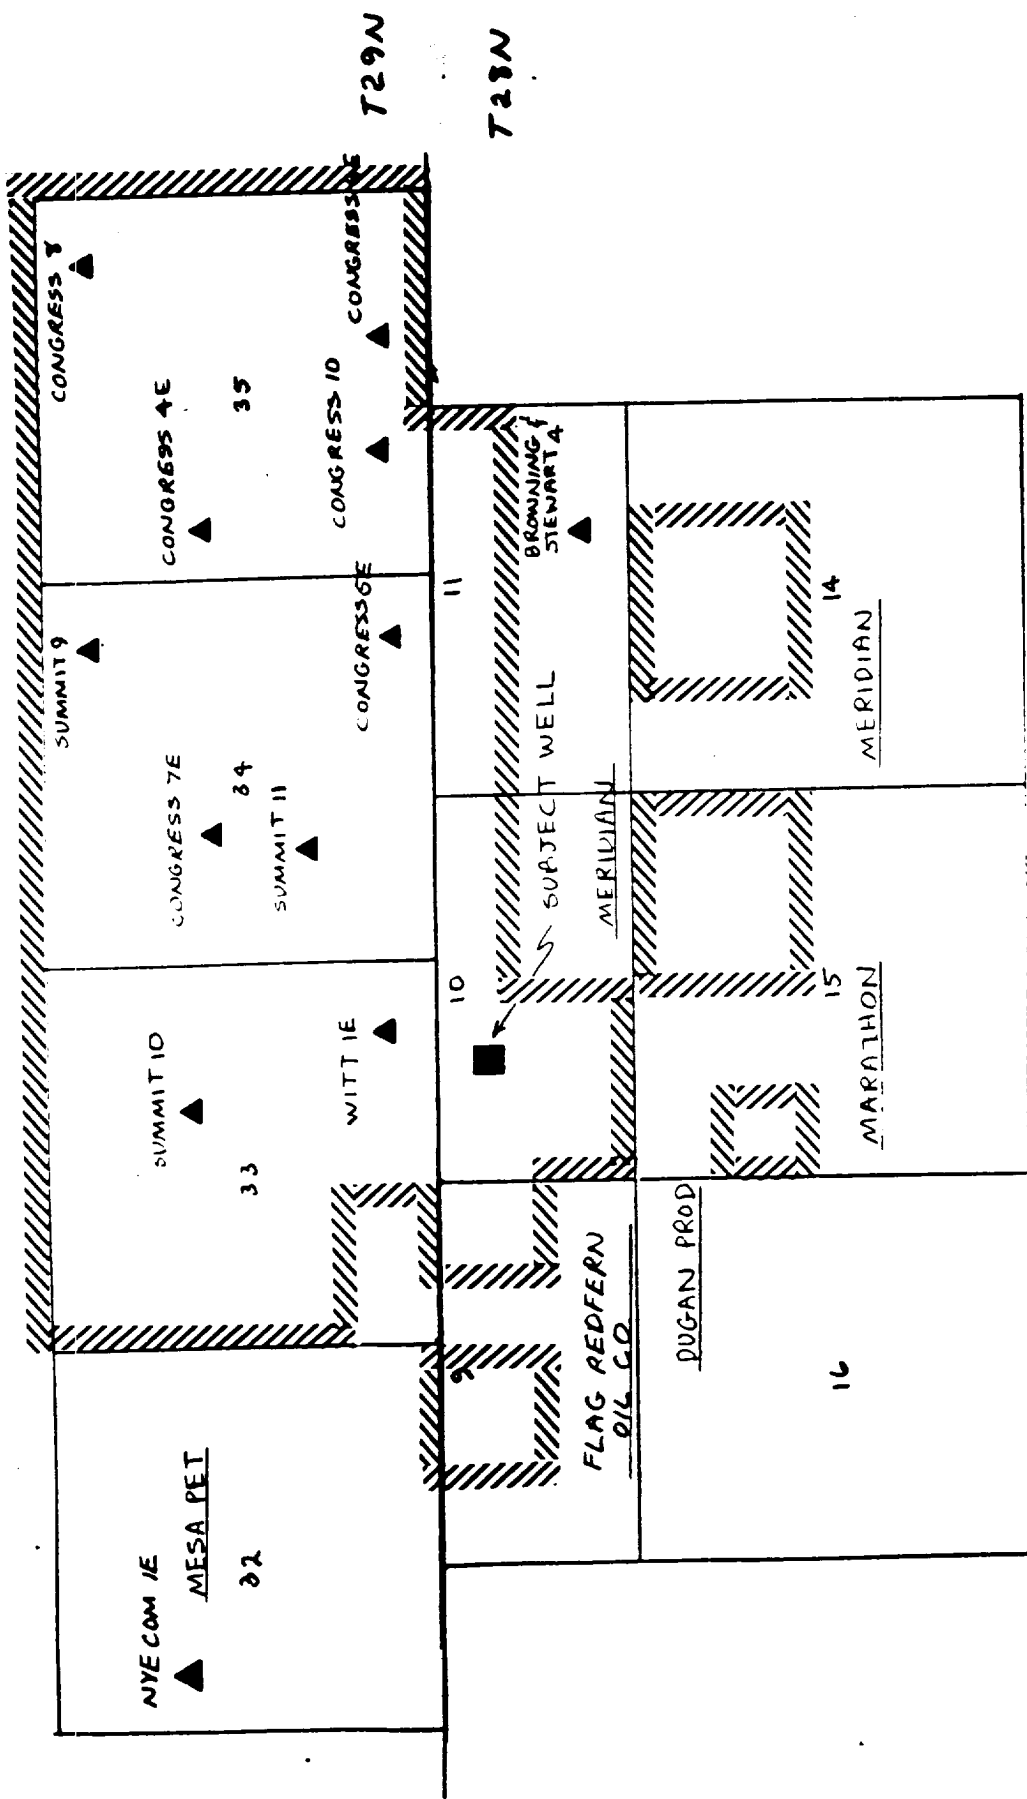 T29N
T28N
CONGRESS 8
CONGRESS 4E
35
CONGRESS 10
CONGRESS
SUMMIT 9
CONGRESS 7E
34
SUMMIT 11
CONGRESS 6E
SUMMIT 10
33
WITT 1E
NYE COM 1E
MESA PET
32
11
BROWNING &
STEWART 4
10
SUBJECT WELL
MERIDIAN
9
FLAG REDFERN
OIL CO
14
MERIDIAN
15
MARATHON
DUGAN PROD
16